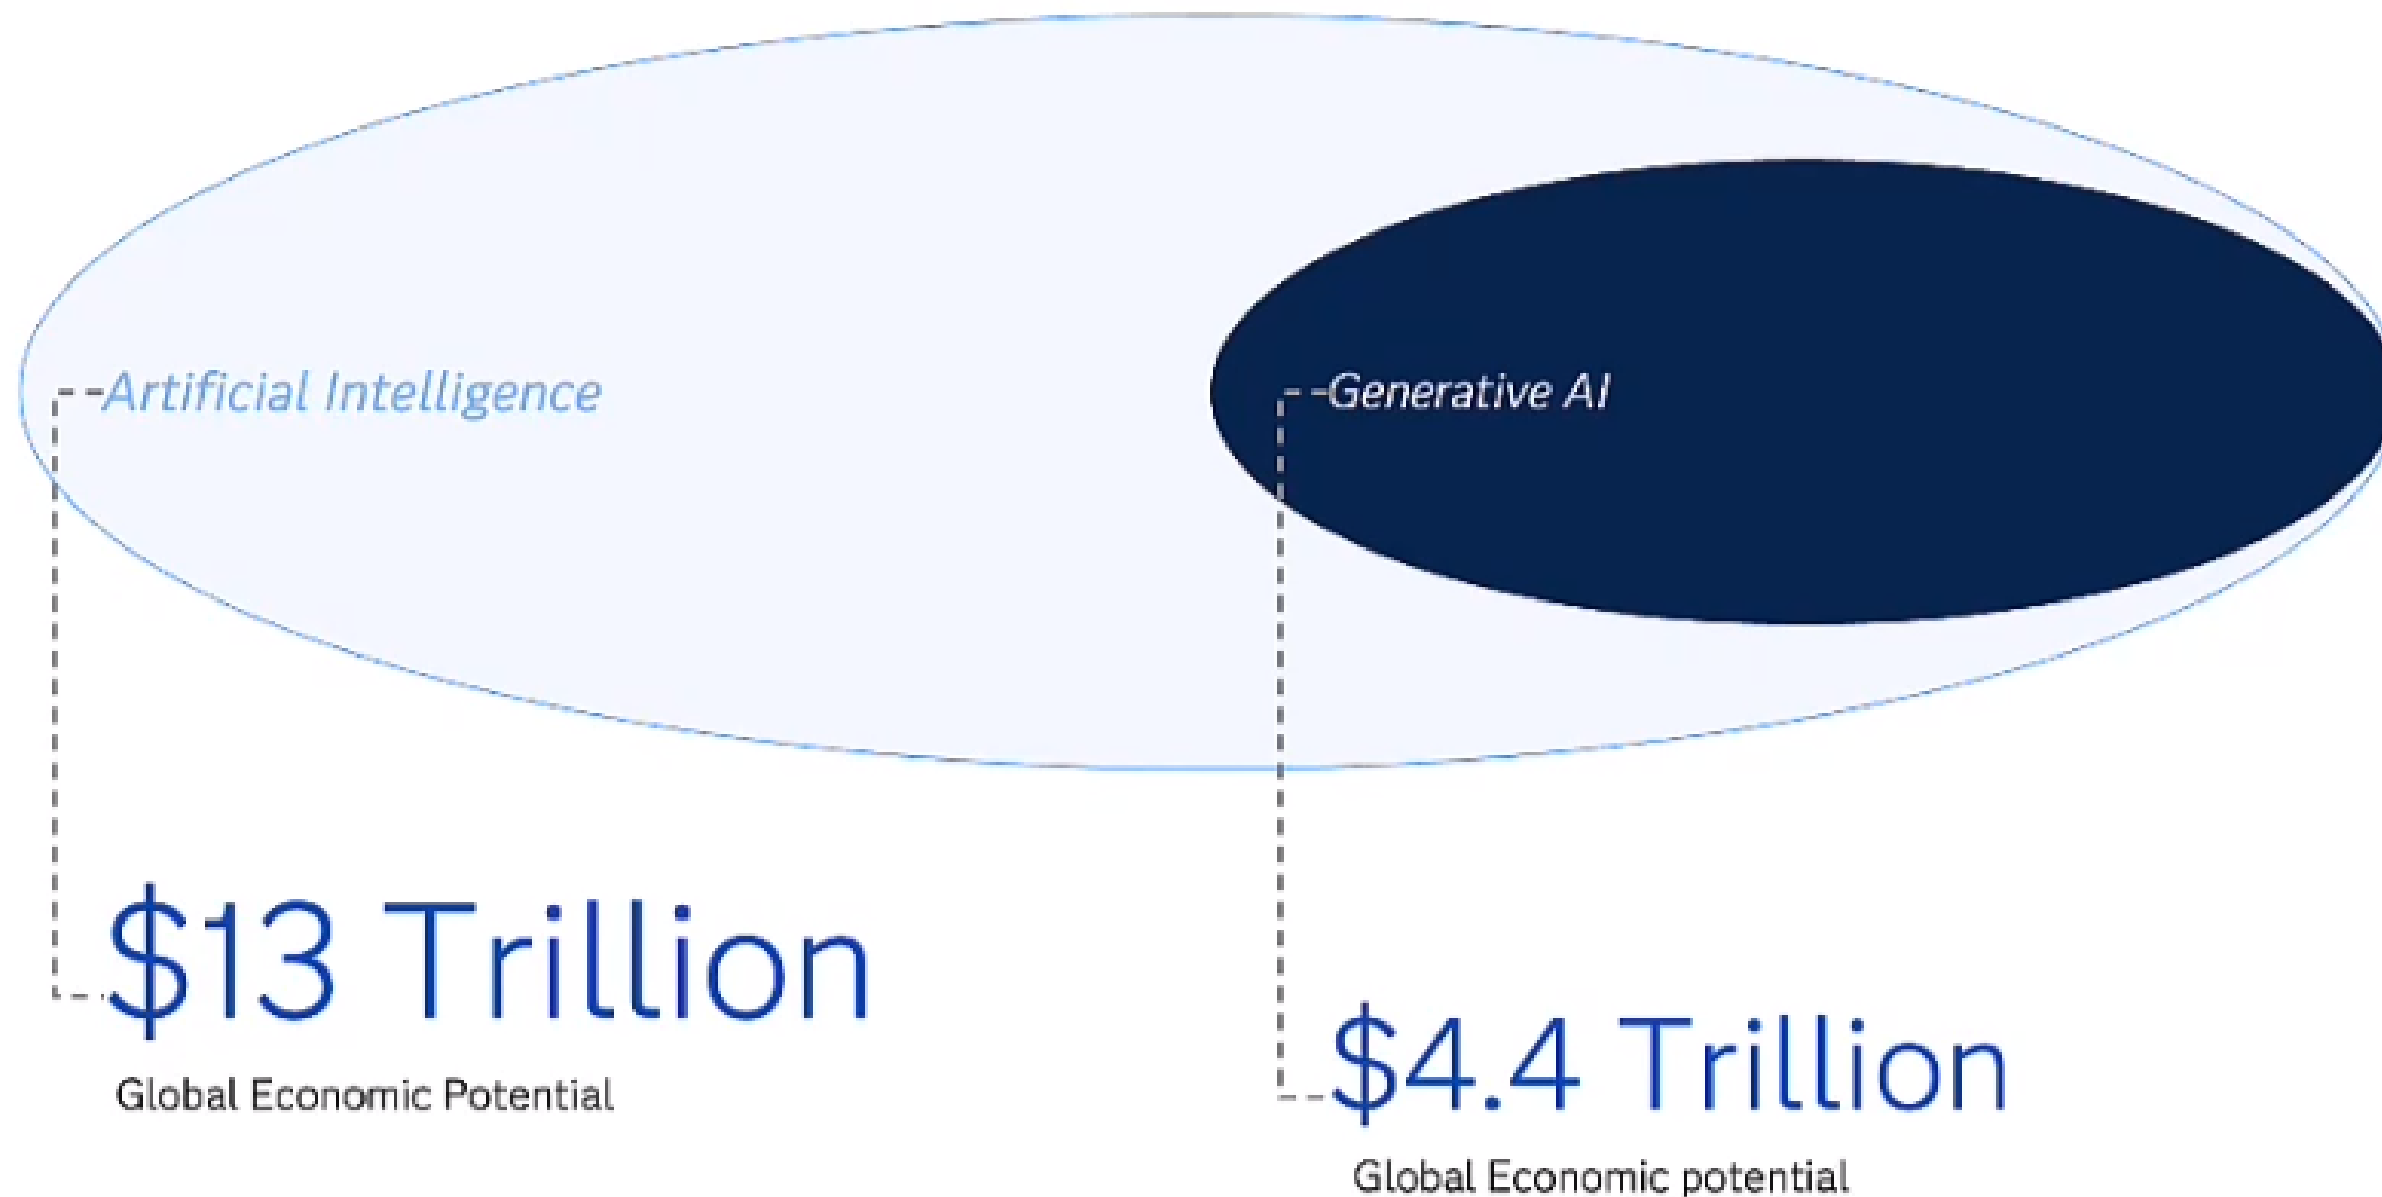 Artificial Intelligence
Generative AI
$13 Trillion
Global Economic Potential
$4.4 Trillion
Global Economic potential